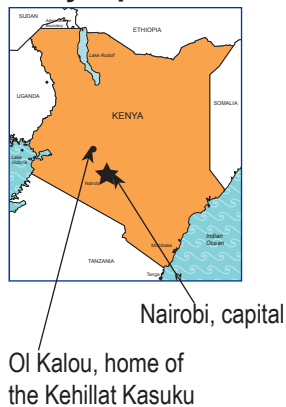 SUDAN
ETHIOPIA
Lake Rudolf
UGANDA
SOMALIA
KENYA
Lake
Victoria
Nairobi
Mombasa
Indian
Ocean
TANZANIA
Tanga
Nairobi, capital
Ol Kalou, home of
the Kehillat Kasuku